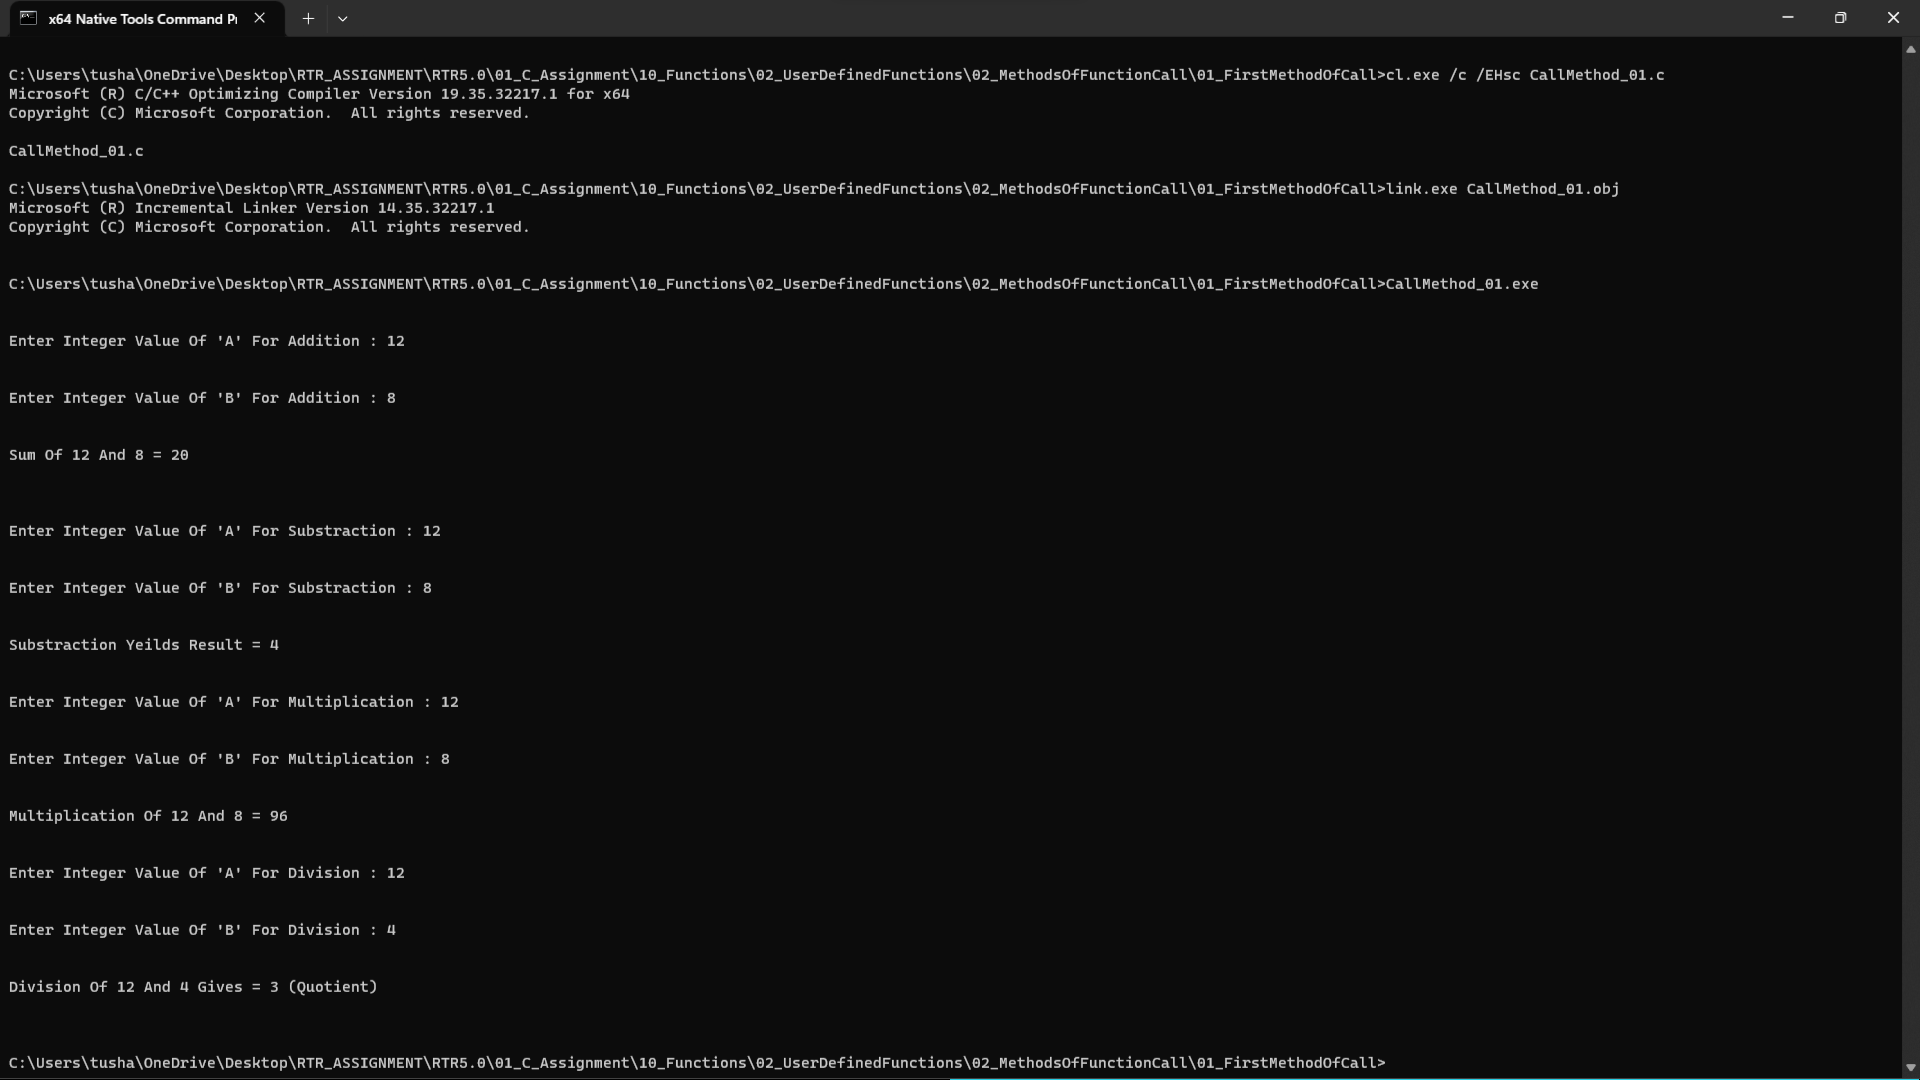 x64 Native Tools Command P
C:\Users\tusha\OneDrive\Desktop\RTR_ASSIGNMENT\RTR5.0\01_C_Assignment\10_Functions\02_UserDefinedFunctions\02_MethodsOfFunctionCall\01_FirstMethodOfCall>cl.exe /c /EHsc CallMethod_01.c
Microsoft (R) C/C++ Optimizing Compiler Version 19.35.32217.1 for x64
Copyright (C) Microsoft Corporation.  All rights reserved.
CallMethod_01.c
C:\Users\tusha\OneDrive\Desktop\RTR_ASSIGNMENT\RTR5.0\01_C_Assignment\10_Functions\02_UserDefinedFunctions\02_MethodsOfFunctionCall\01_FirstMethodOfCall>link.exe CallMethod_01.obj
Microsoft (R) Incremental Linker Version 14.35.32217.1
Copyright (C) Microsoft Corporation.  All rights reserved.
C:\Users\tusha\OneDrive\Desktop\RTR_ASSIGNMENT\RTR5.0\01_C_Assignment\10_Functions\02_UserDefinedFunctions\02_MethodsOfFunctionCall\01_FirstMethodOfCall>CallMethod_01.exe
Enter Integer Value Of 'A' For Addition : 12
Enter Integer Value Of 'B' For Addition : 8
Sum Of 12 And 8 = 20
Enter Integer Value Of 'A' For Substraction : 12
Enter Integer Value Of 'B' For Substraction : 8
Substraction Yeilds Result = 4
Enter Integer Value Of 'A' For Multiplication : 12
Enter Integer Value Of 'B' For Multiplication : 8
Multiplication Of 12 And 8 = 96
Enter Integer Value Of 'A' For Division : 12
Enter Integer Value Of 'B' For Division : 4
Division Of 12 And 4 Gives = 3 (Quotient)
C:\Users\tusha\OneDrive\Desktop\RTR_ASSIGNMENT\RTR5.0\01_C_Assignment\10_Functions\02_UserDefinedFunctions\02_MethodsOfFunctionCall\01_FirstMethodOfCall>